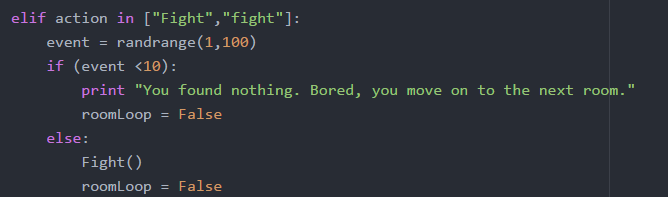 elif action in ["Fight","fight"]:
    event = randrange(1,100)
    if (event <10):
        print "You found nothing. Bored, you move on to the next room."
        roomLoop = False
    else:
        Fight()
        roomLoop = False